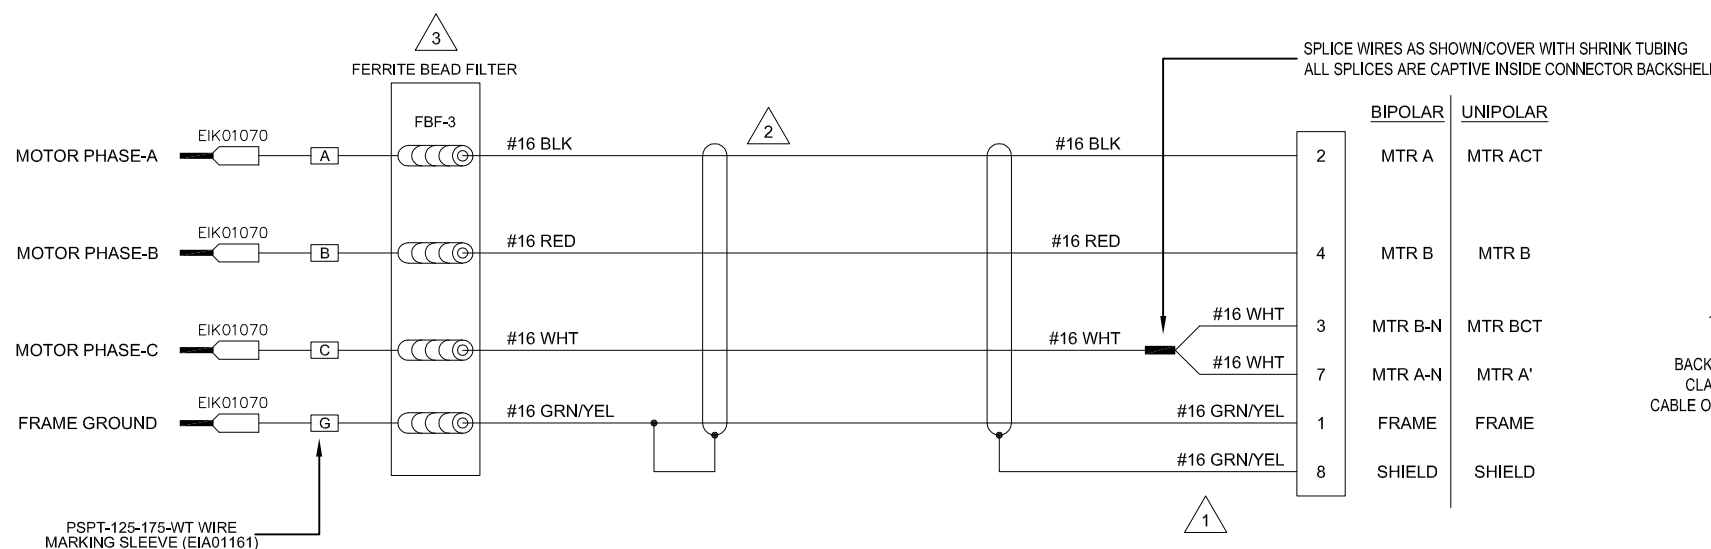 3
FERRITE BEAD FILTER
FBF-3
SPLICE WIRES AS SHOWN/COVER WITH SHRINK TUBING
ALL SPLICES ARE CAPTIVE INSIDE CONNECTOR BACKSHELL
BIPOLAR UNIPOLAR
2
MOTOR PHASE-A EIK01070 A #16 BLK #16 BLK 2 MTR A MTR ACT
MOTOR PHASE-B EIK01070 B #16 RED #16 RED 4 MTR B MTR B
#16 WHT 3 MTR B-N MTR BCT
MOTOR PHASE-C EIK01070 C #16 WHT #16 WHT
#16 WHT 7 MTR A-N MTR A'
FRAME GROUND EIK01070 G #16 GRN/YEL #16 GRN/YEL 1 FRAME FRAME
#16 GRN/YEL 8 SHIELD SHIELD
1
PSPT-125-175-WT WIRE
MARKING SLEEVE (EIA01161)
BACK
CLA
CABLE O